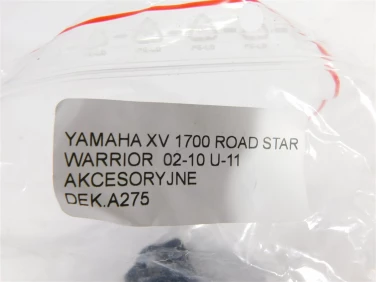 YAMAHA XV 1700 ROAD STAR
WARRIOR 02-10 U-11
AKCESORYJNE
DEK.A275